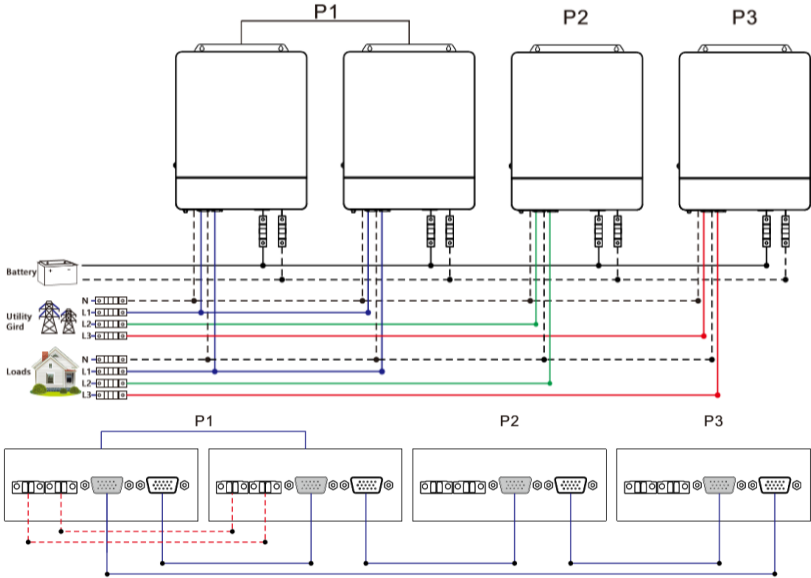 P1
P2
P3
Battery
N
L1
Utility
Gird
L2
L3
N
Loads
L1
L2
L3
P1
P2
P3